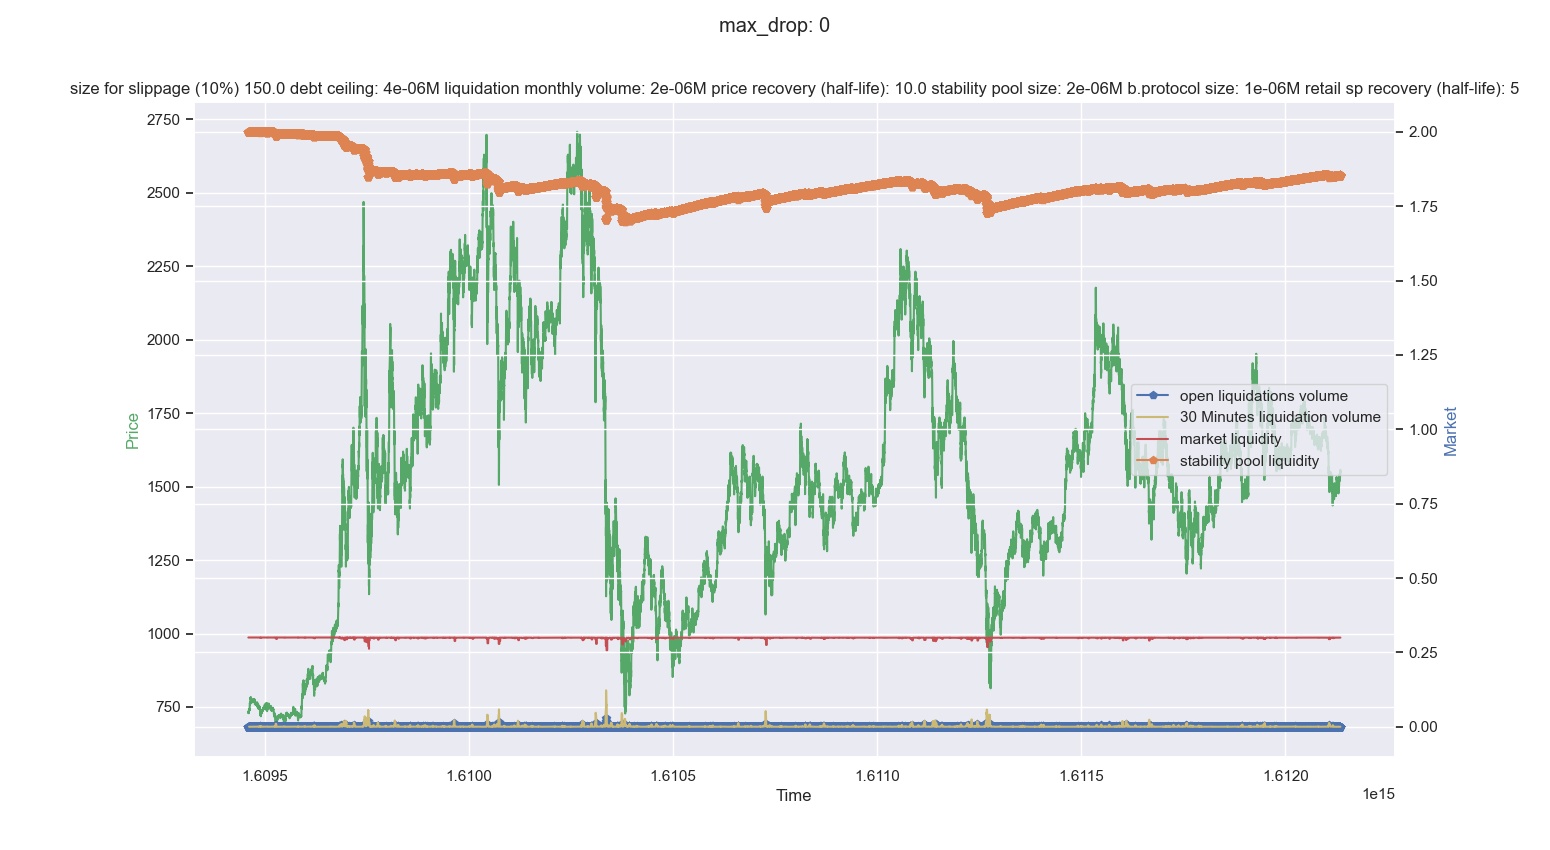 max_drop: 0
size for slippage (10%) 150.0 debt ceiling: 4e-06M liquidation monthly volume: 2e-06M price recovery (half-life): 10.0 stability pool size: 2e-06M b.protocol size: 1e-06M retail sp recovery (half-life): 5
2750
2500
2250
2000
1750
1500
1250
1000
750
Price
2.00
1.75
1.50
1.25
1.00
0.75
0.50
0.25
0.00
Market
open liquidations volume
30 Minutes liquidation volume
market liquidity
stability pool liquidity
1.6095 1.6100 1.6105 1.6110 1.6115 1.6120
1e15
Time